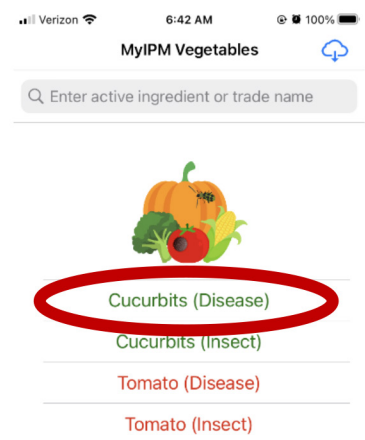 Verizon 6:42 AM 100%
MyIPM Vegetables
Enter active ingredient or trade name
Cucurbits (Disease)
Cucurbits (Insect)
Tomato (Disease)
Tomato (Insect)